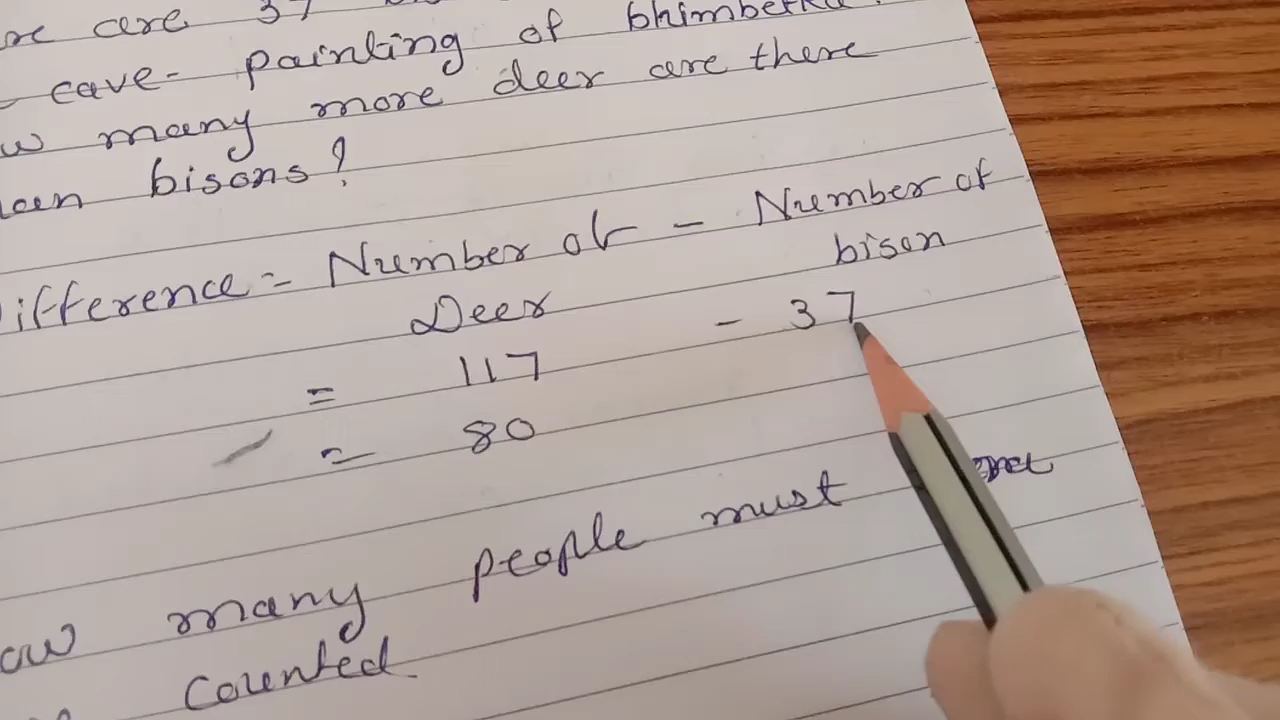 are 37
cave- painting of bhimbetka.
many more deer are there
bisons?
Difference = Number of - Number of
Deer bison
= 117 - 37
= 80
many people must
counted